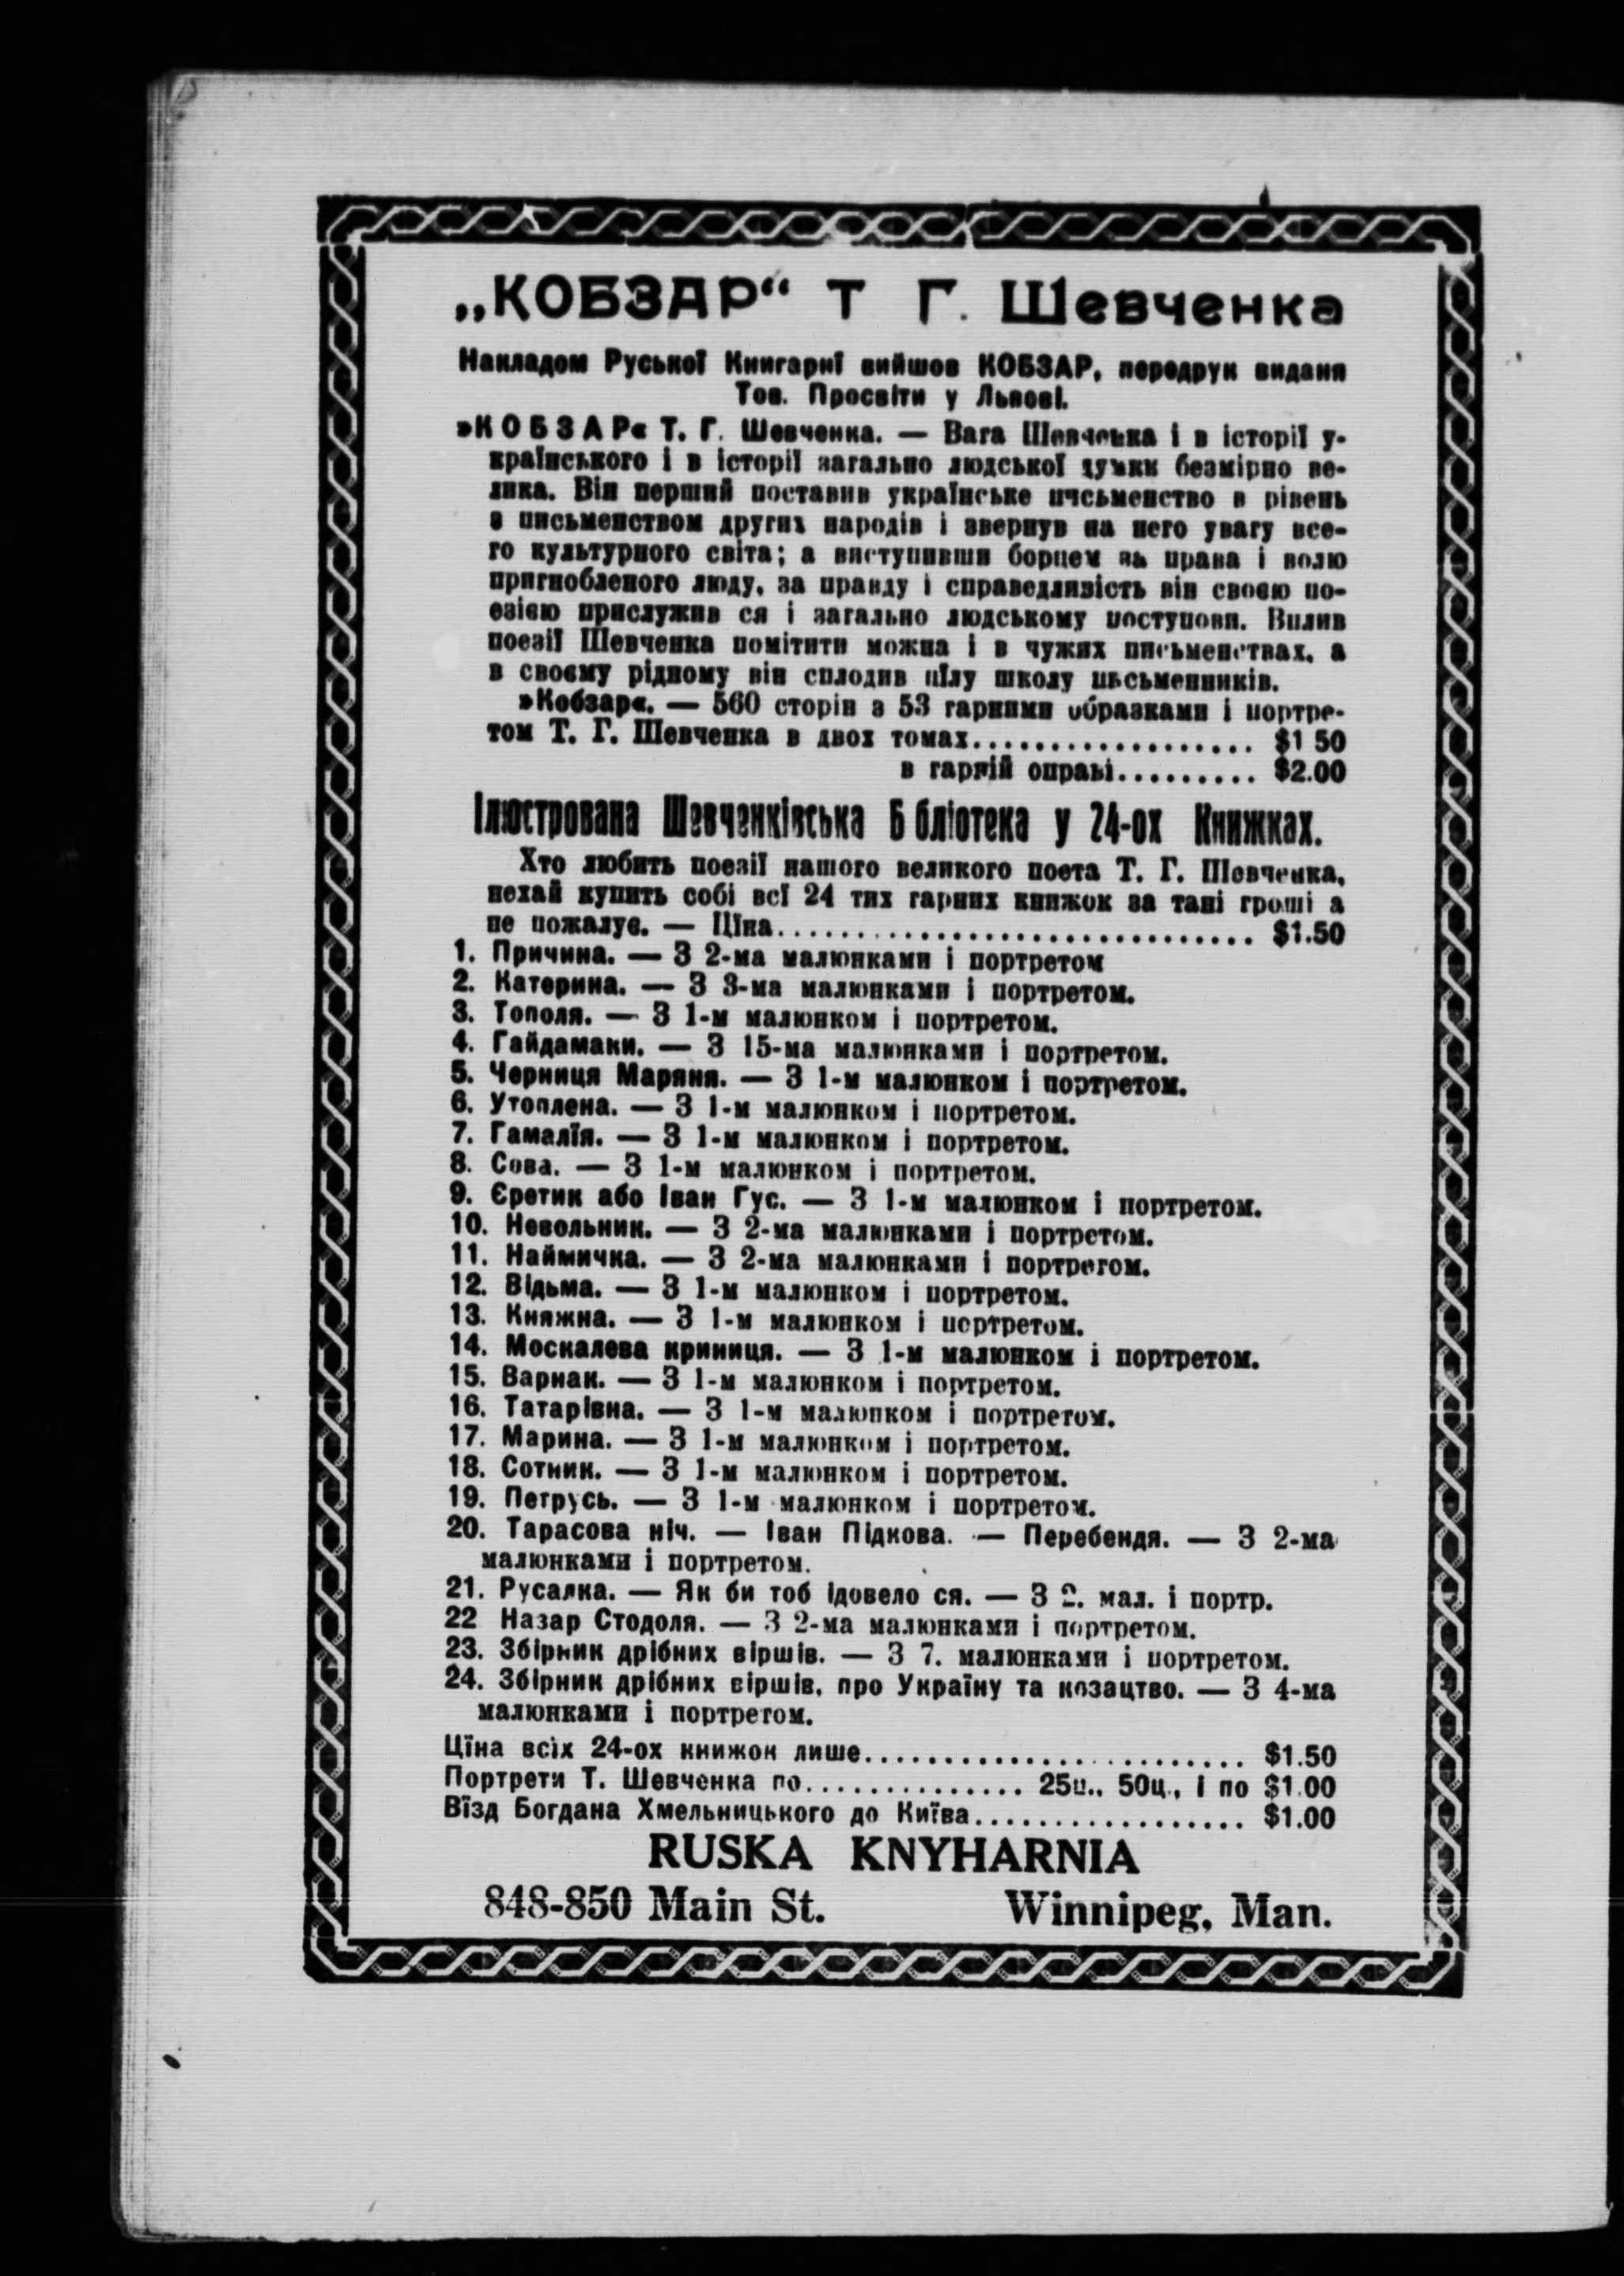 „КОБЗАР“ Т Г. Шевченка
Накладом Руської Книгарнї вийшов КОБЗАР, передрук виданя
Тов. Просвіти у Львові.
»КОБЗАР« Т. Г. Шевченка. — Вага Шевченка і в історії у-
країнського і в історії загально людської думки безмірно ве-
лика. Він перший поставив українське письменство в рівень
з письменством других народів і звернув на него увагу все-
го культурного світа; а виступивши борцем за права і волю
пригнобленого люду, за правду і справедливість він своєю по-
езією прислужив ся і загально людському поступови. Вплив
поезії Шевченка помітити можна і в чужих письменствах, а
в своєму рідному він сплодив цїлу школу письменників.
»Кобзар«. — 560 сторін з 53 гарними образками і портре-
том Т. Г. Шевченка в двох томах.................. $1 50
в гарній оправі......... $2.00
Ілюстрована Шевченківська Б бліотека у 24-ох Книжках.
Хто любить поезії нашого великого поета Т. Г. Шевченка,
нехай купить собі всї 24 тих гарних книжок за тані гроші а
не пожалує. — Цїна............................... $1.50
1. Причина. — З 2-ма малюнками і портретом
2. Катерина. — З 3-ма малюнками і портретом.
3. Тополя. — З 1-м малюнком і портретом.
4. Гайдамаки. — З 15-ма малюнками і портретом.
5. Черниця Маряня. — З 1-м малюнком і портретом.
6. Утоплена. — З 1-м малюнком і портретом.
7. Гамалїя. — З 1-м малюнком і портретом.
8. Сова. — З 1-м малюнком і портретом.
9. Єретик або Іван Гус. — З 1-м малюнком і портретом.
10. Невольник. — З 2-ма малюнками і портретом.
11. Наймичка. — З 2-ма малюнками і портретом.
12. Відьма. — З 1-м малюнком і портретом.
13. Княжна. — З 1-м малюнком і портретом.
14. Москалева криниця. — З 1-м малюнком і портретом.
15. Варнак. — З 1-м малюнком і портретом.
16. Татарівна. — З 1-м малюнком і портретом.
17. Марина. — З 1-м малюнком і портретом.
18. Сотник. — З 1-м малюнком і портретом.
19. Петрусь. — З 1-м малюнком і портретом.
20. Тарасова ніч. — Іван Підкова. — Перебендя. — З 2-ма
малюнками і портретом.
21. Русалка. — Як би тоб ідовело ся. — З 2. мал. і портр.
22 Назар Стодоля. — З 2-ма малюнками і портретом.
23. Збірник дрібних віршів. — З 7. малюнками і портретом.
24. Збірник дрібних віршів, про Україну та козацтво. — З 4-ма
малюнками і портретом.
Цїна всїх 24-ох книжок лише........................ $1.50
Портрети Т. Шевченка по.............. 25ц., 50ц., і по $1.00
Вїзд Богдана Хмельницького до Київа.................. $1.00
RUSKA KNYHARNIA
848-850 Main St. Winnipeg, Man.